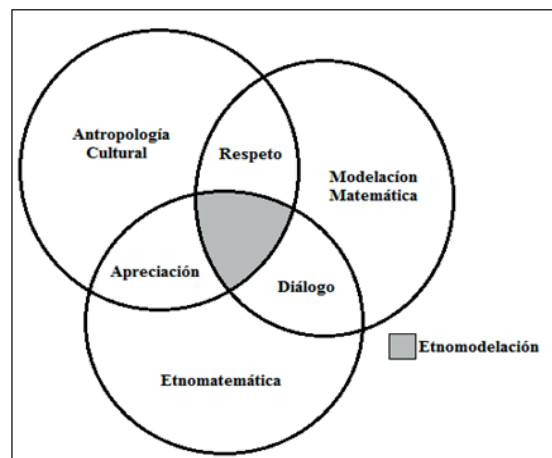 Antropología
Cultural
Respeto
Modelacíon
Matemática
Apreciación
Diálogo
Etnomatemática
Etnomodelación